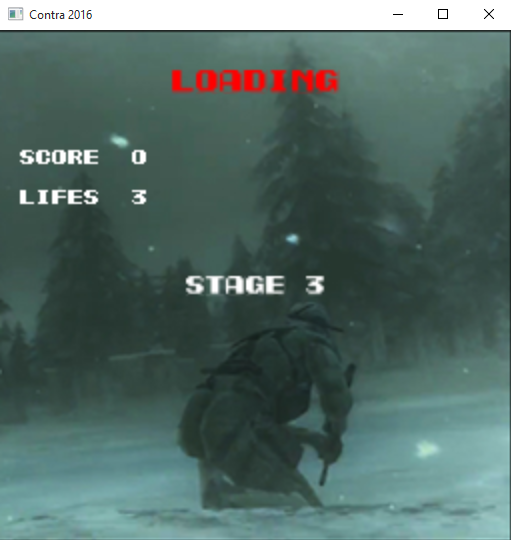 Contra 2016
LOADING
SCORE 0
LIFES 3
STAGE 3